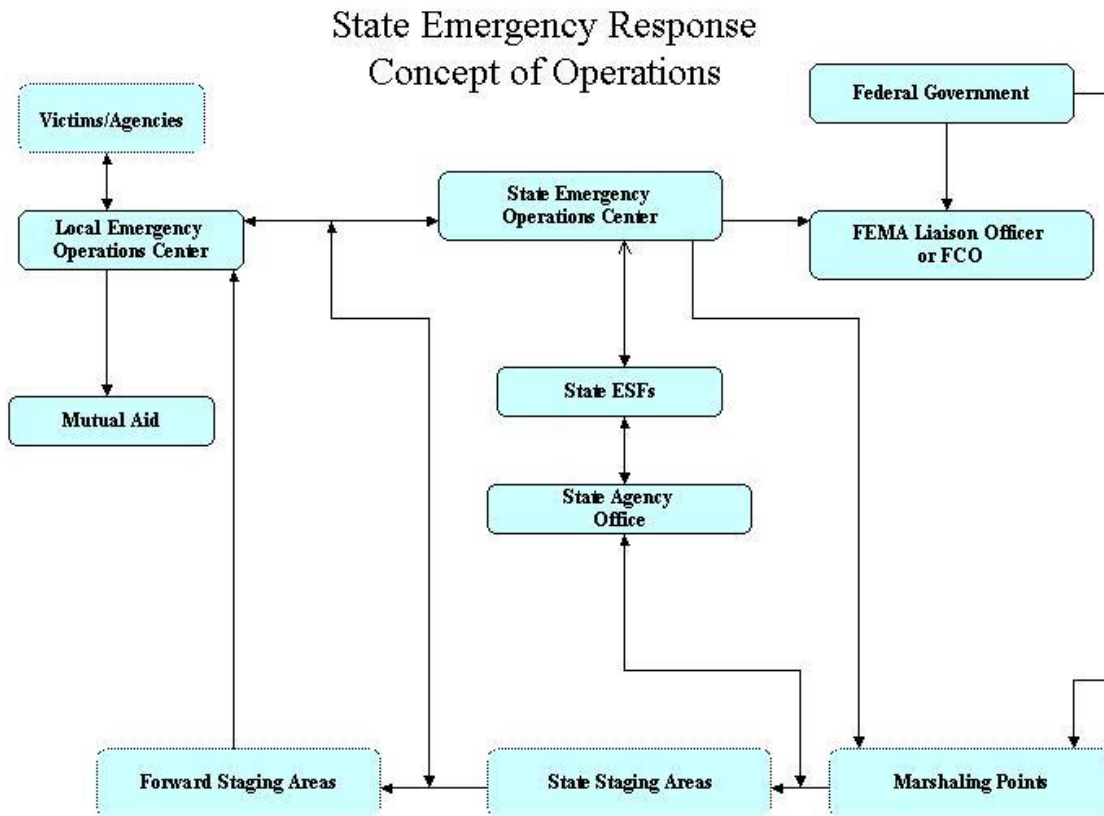 State Emergency Response
Concept of Operations
Federal Government
Victims/Agencies
State Emergency
Operations Center
Local Emergency
Operations Center
FEMA Liaison Officer
or FCO
State ESFs
Mutual Aid
State Agency
Office
Forward Staging Areas
State Staging Areas
Marshaling Points